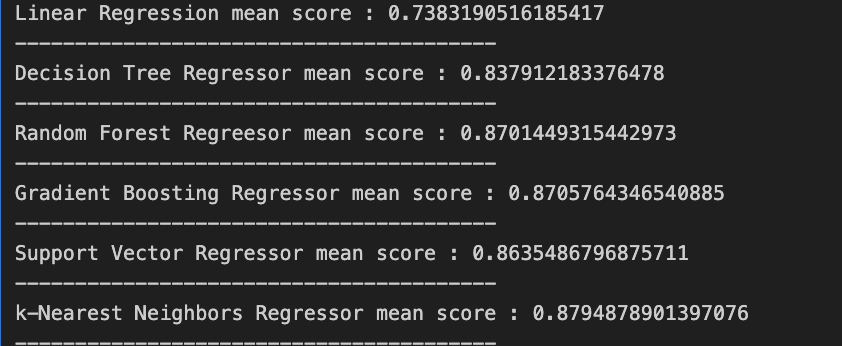 Linear Regression mean score : 0.7383190516185417
----------------------------------------
Decision Tree Regressor mean score : 0.837912183376478
----------------------------------------
Random Forest Regreesor mean score : 0.8701449315442973
----------------------------------------
Gradient Boosting Regressor mean score : 0.8705764346540885
----------------------------------------
Support Vector Regressor mean score : 0.8635486796875711
----------------------------------------
k-Nearest Neighbors Regressor mean score : 0.8794878901397076
----------------------------------------